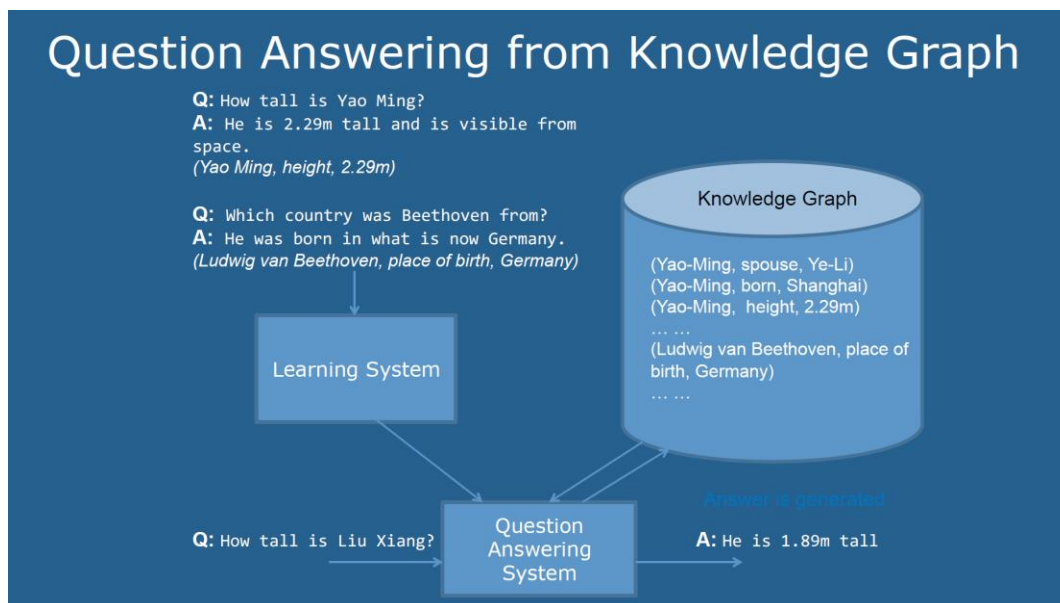 Question Answering from Knowledge Graph
Q: How tall is Yao Ming?
A: He is 2.29m tall and is visible from
space.
(Yao Ming, height, 2.29m)
Q: Which country was Beethoven from?
A: He was born in what is now Germany.
(Ludwig van Beethoven, place of birth, Germany)
Learning System
Knowledge Graph
(Yao-Ming, spouse, Ye-Li)
(Yao-Ming, born, Shanghai)
(Yao-Ming, height, 2.29m)
... ...
(Ludwig van Beethoven, place of
birth, Germany)
... ...
Q: How tall is Liu Xiang?
Question
Answering
System
Answer is generated
A: He is 1.89m tall